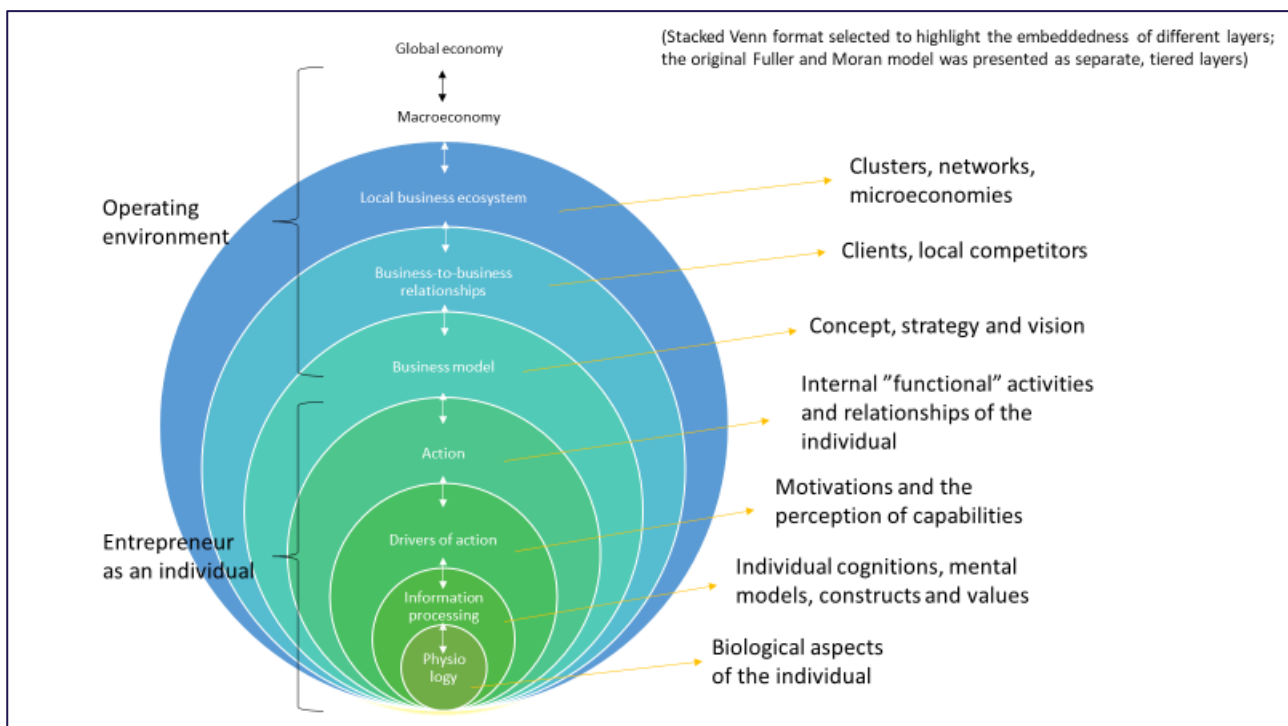 Global economy
(Stacked Venn format selected to highlight the embeddedness of different layers;
the original Fuller and Moran model was presented as separate, tiered layers)
Macroeconomy
Local business ecosystem
Clusters, networks,
microeconomies
Operating
environment
Business-to-business
relationships
Clients, local competitors
Business model
Concept, strategy and vision
Action
Internal ”functional” activities
and relationships of the
individual
Drivers of action
Motivations and the
perception of capabilities
Entrepreneur
as an individual
Information
processing
Individual cognitions, mental
models, constructs and values
Physio
logy
Biological aspects
of the individual